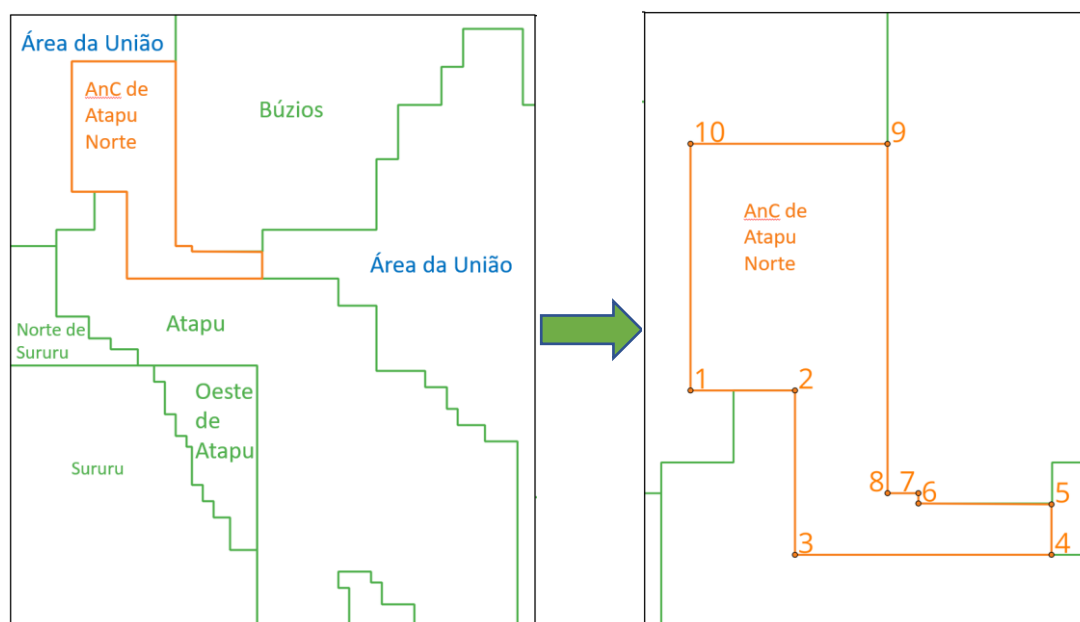 Área da União
AnC de
Atapu
Norte
Búzios
Área da União
Atapu
Norte de
Sururu
Oeste
de
Atapu
Sururu
10
9
AnC de
Atapu
Norte
1
2
8
7
6
5
3
4